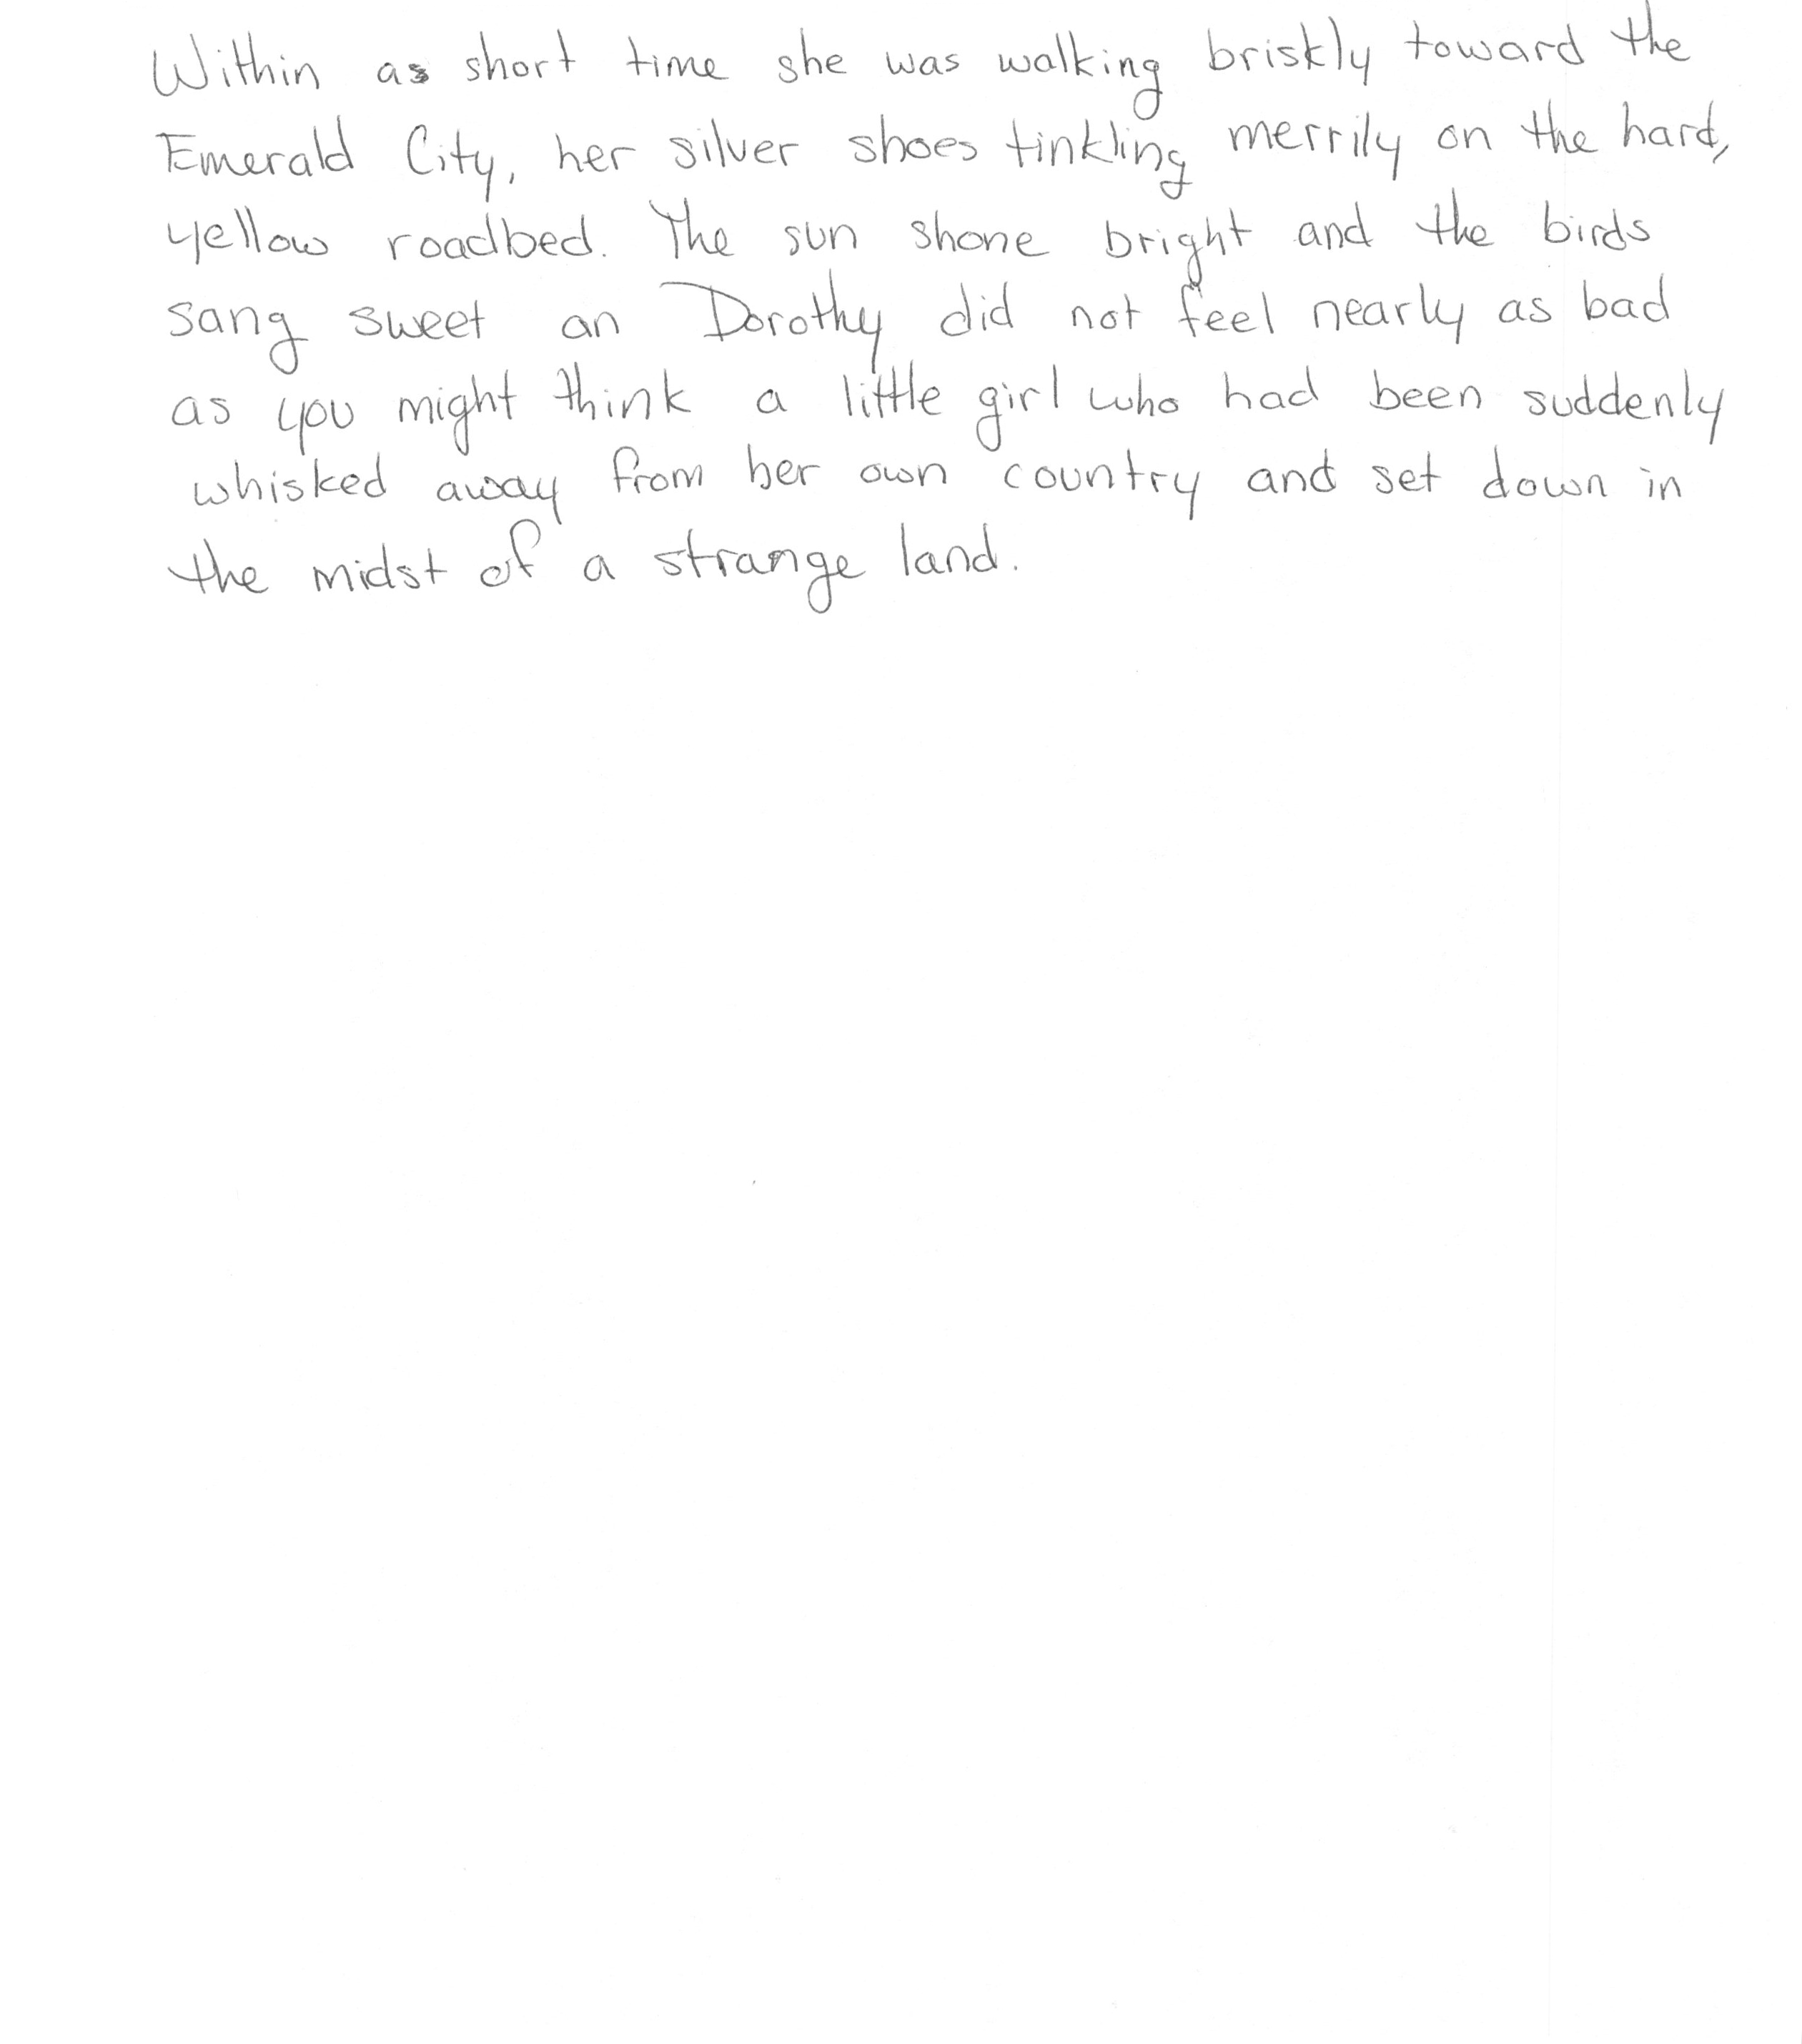 Within as short time she was walking briskly toward the
Emerald City, her silver shoes tinkling merrily on the hard,
yellow roadbed. The sun shone bright and the birds
sang sweet an Dorothy did not feel nearly as bad
as you might think a little girl who had been suddenly
whisked away from her own country and set down in
the midst of a strange land.